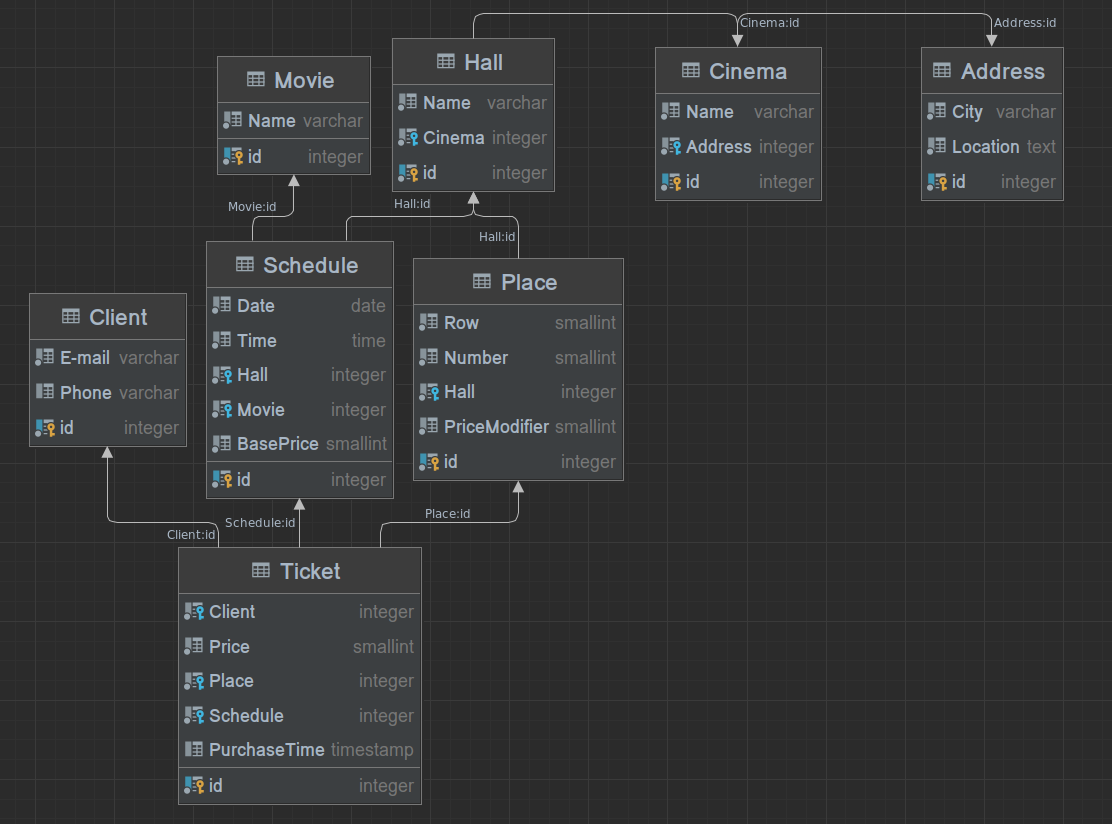 Cinema:id
Address:id
Hall
Name varchar
Cinema integer
id integer
Cinema
Name varchar
Address integer
id integer
Address
City varchar
Location text
id integer
Movie
Name varchar
id integer
Movie:id
Hall:id
Hall:id
Schedule
Date date
Time time
Hall integer
Movie integer
BasePrice smallint
id integer
Place
Row smallint
Number smallint
Hall integer
PriceModifier smallint
id integer
Client
E-mail varchar
Phone varchar
id integer
Client:id
Schedule:id
Place:id
Ticket
Client integer
Price smallint
Place integer
Schedule integer
PurchaseTime timestamp
id integer